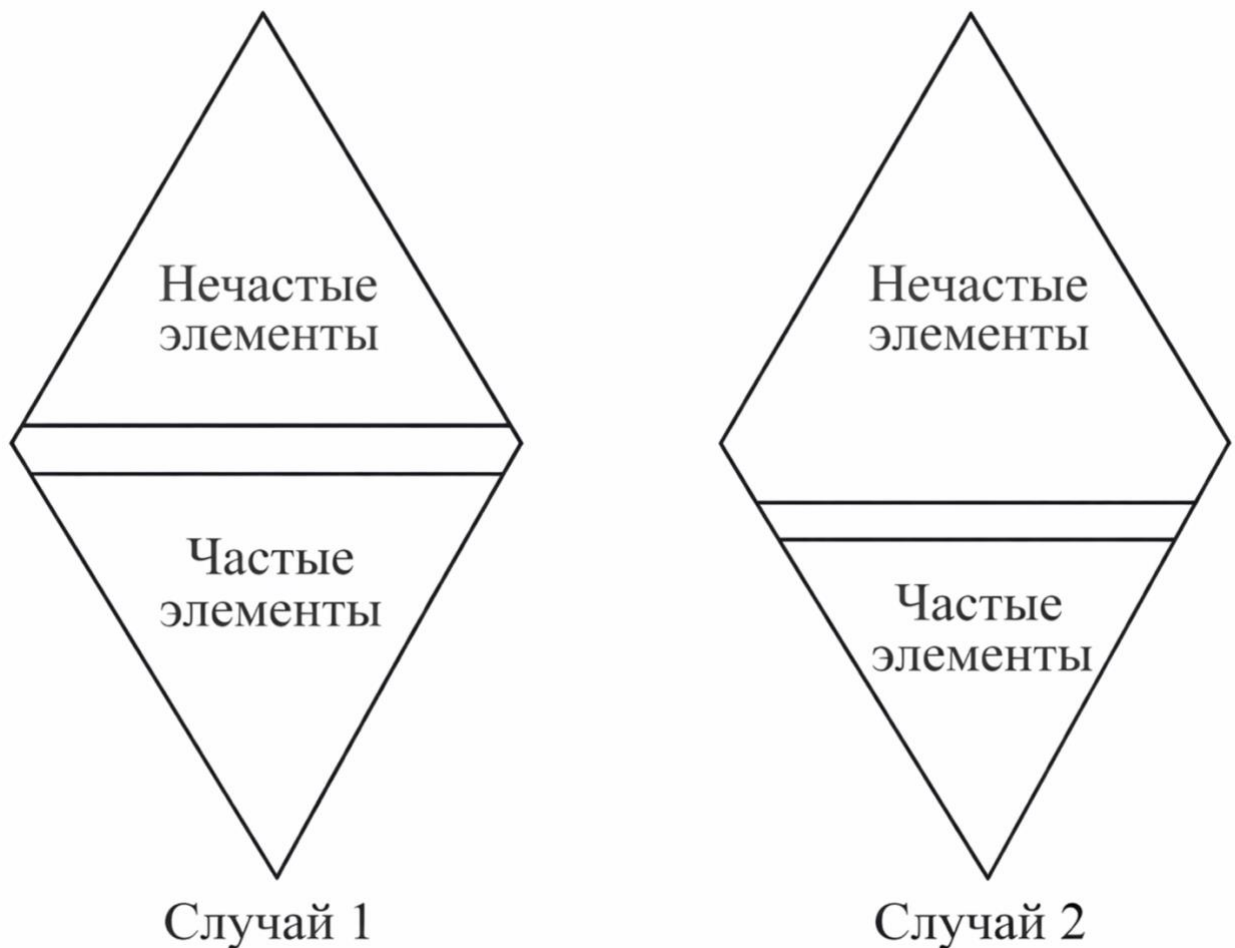 Нечастые
элементы
Частые
элементы
Случай 1
Нечастые
элементы
Частые
элементы
Случай 2